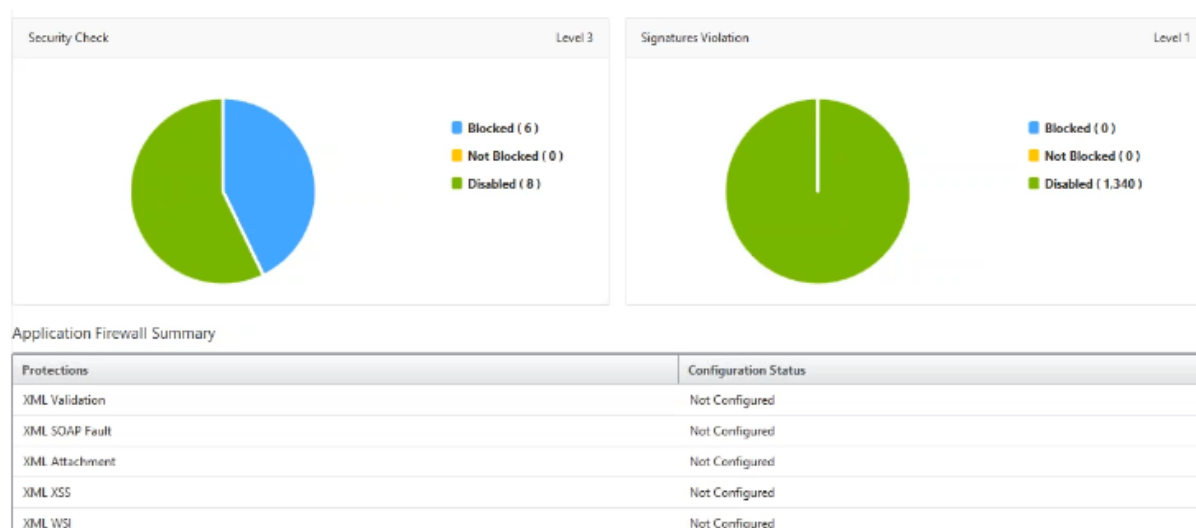 Security Check Level 3
Blocked ( 6 )
Not Blocked ( 0 )
Disabled ( 8 )
Signatures Violation Level 1
Blocked ( 0 )
Not Blocked ( 0 )
Disabled ( 1,340 )
Application Firewall Summary
Protections Configuration Status
XML Validation Not Configured
XML SOAP Fault Not Configured
XML Attachment Not Configured
XML XSS Not Configured
XML WSI Not Configured